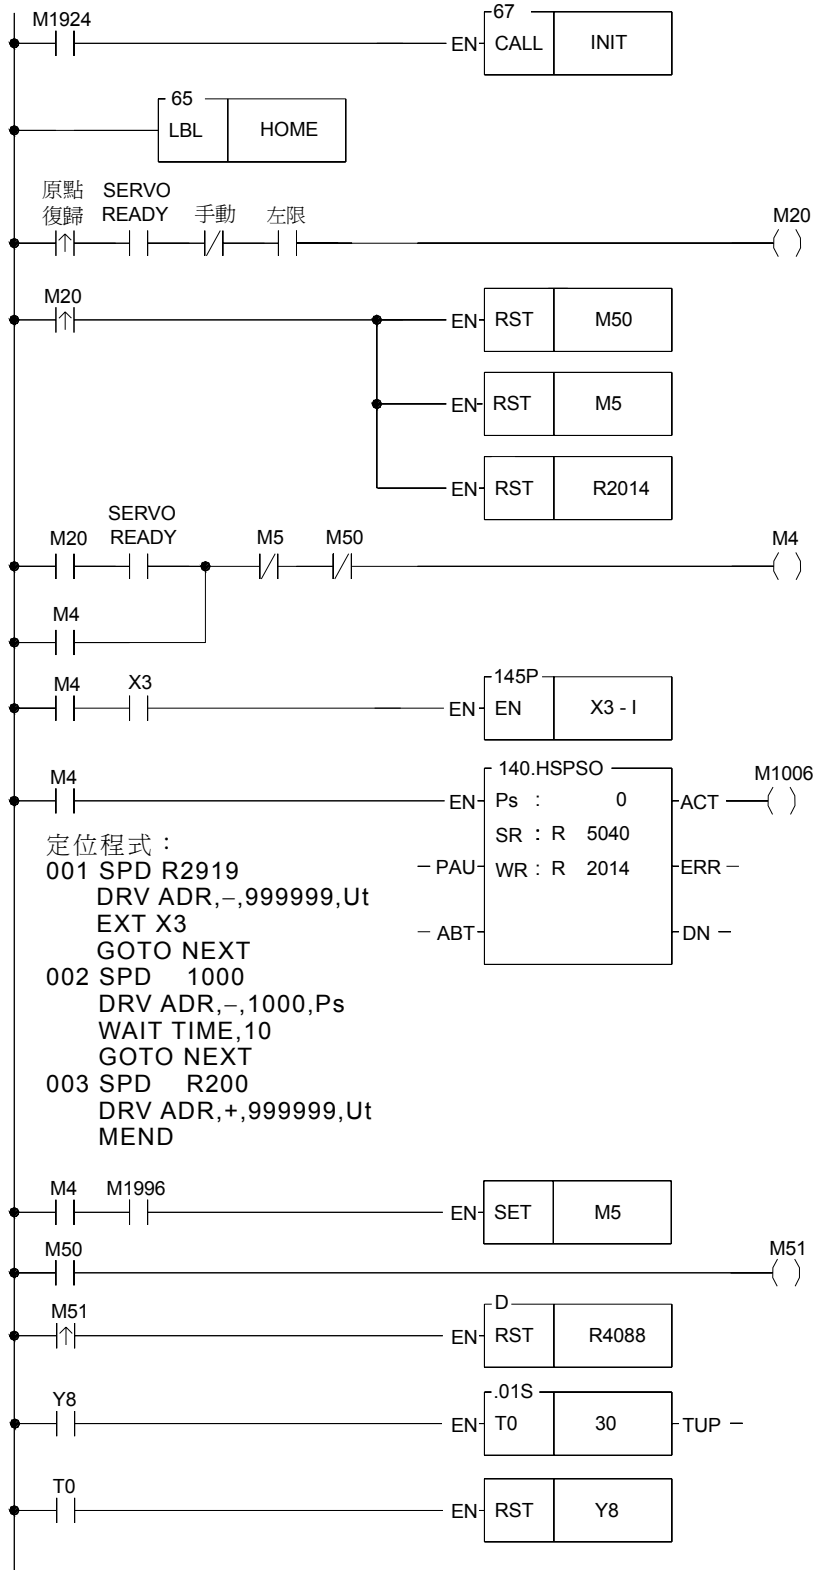 M1924
67
EN CALL INIT
65
LBL HOME
原點 SERVO
復歸 READY 手動 左限 M20
M20
EN RST M50
EN RST M5
EN RST R2014
SERVO
M20 READY M5 M50 M4
M4
M4 X3 145P
EN EN X3 - I
M4 140.HSPSO M1006
EN Ps : 0 ACT
SR : R 5040
PAU WR : R 2014 ERR
ABT DN
定位程式：
001 SPD R2919
DRV ADR,–,999999,Ut
EXT X3
GOTO NEXT
002 SPD 1000
DRV ADR,–,1000,Ps
WAIT TIME,10
GOTO NEXT
003 SPD R200
DRV ADR,+,999999,Ut
MEND
M4 M1996
EN SET M5
M50 M51
M51 D
EN RST R4088
Y8 .01S
EN T0 30 TUP
T0
EN RST Y8